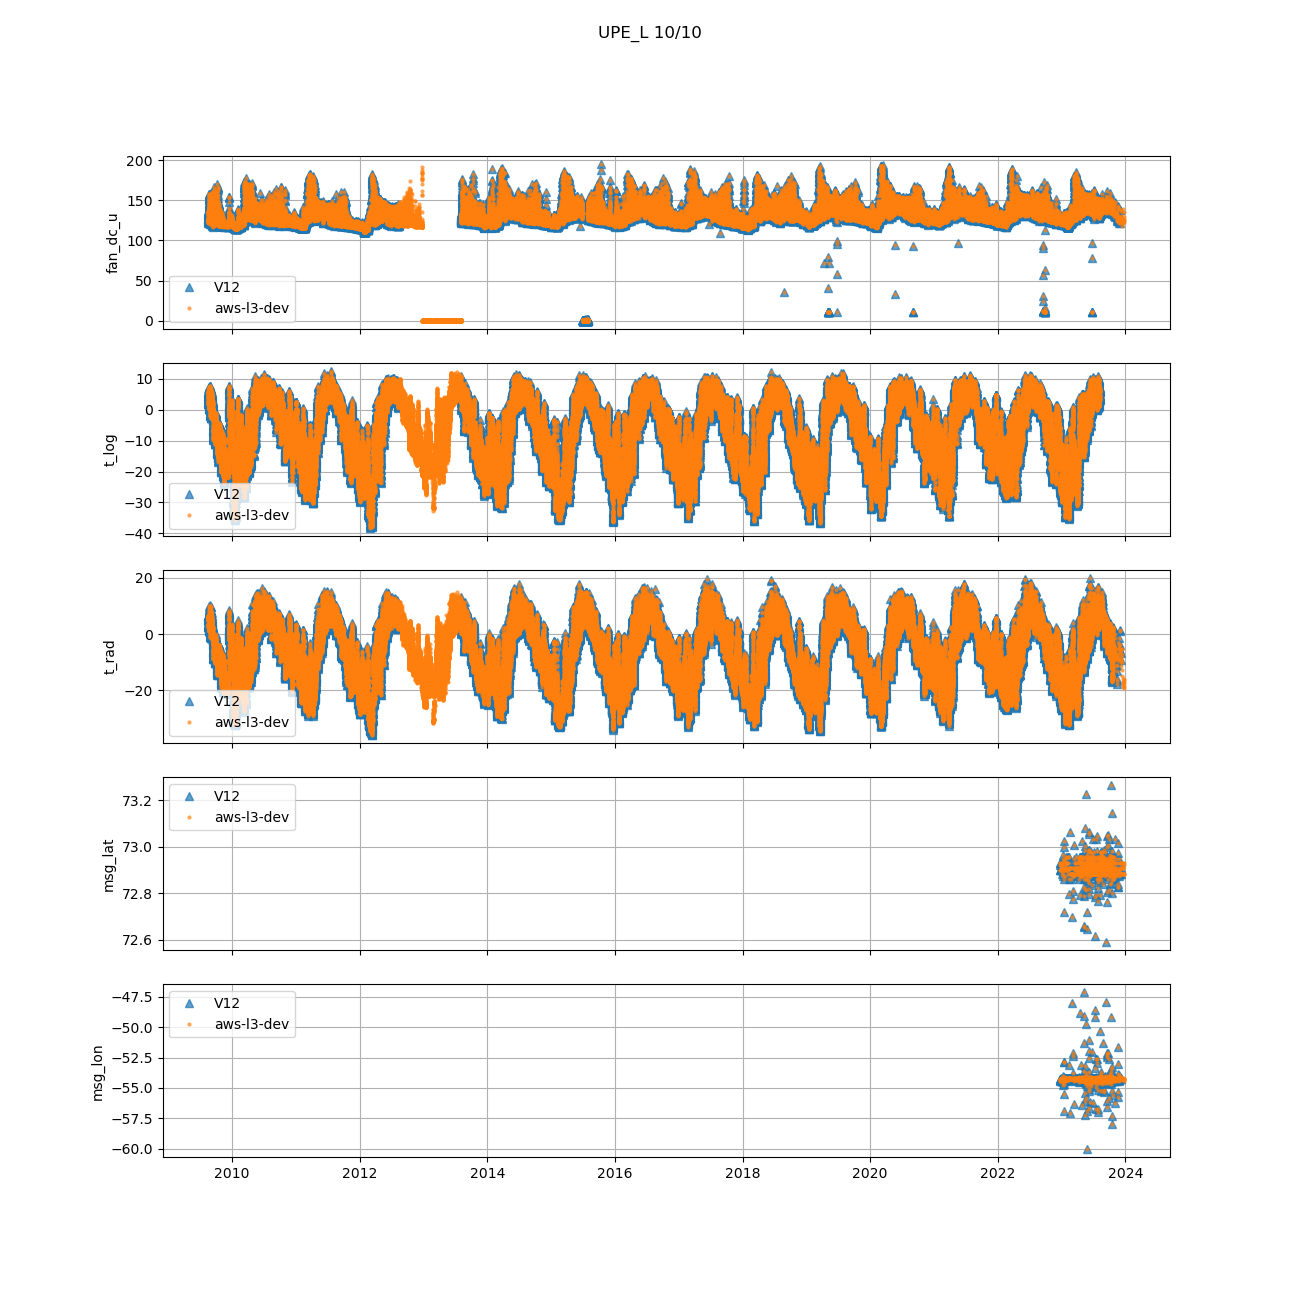 UPE_L 10/10
200
150
100
50
0
fan_dc_u
V12
aws-l3-dev
10
0
−10
−20
−30
−40
t_log
V12
aws-l3-dev
20
0
−20
t_rad
V12
aws-l3-dev
73.2
73.0
72.8
72.6
msg_lat
V12
aws-l3-dev
−47.5
−50.0
−52.5
−55.0
−57.5
−60.0
msg_lon
V12
aws-l3-dev
2010 2012 2014 2016 2018 2020 2022 2024